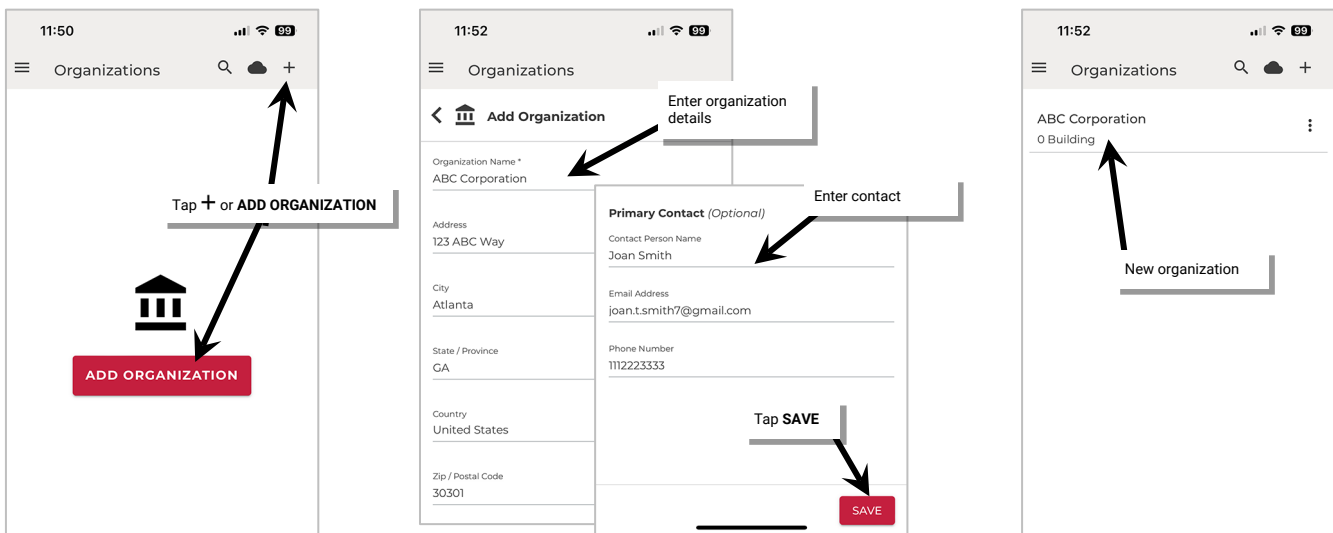 11:50
99
Organizations
+
Tap + or ADD ORGANIZATION
ADD ORGANIZATION
11:52
99
Organizations
Add Organization
Enter organization
details
Organization Name *
ABC Corporation
Address
123 ABC Way
City
Atlanta
State / Province
GA
Country
United States
Zip / Postal Code
30301
Enter contact
Primary Contact (Optional)
Contact Person Name
Joan Smith
Email Address
joan.t.smith7@gmail.com
Phone Number
1112223333
Tap SAVE
SAVE
11:52
99
Organizations
+
ABC Corporation
0 Building
New organization